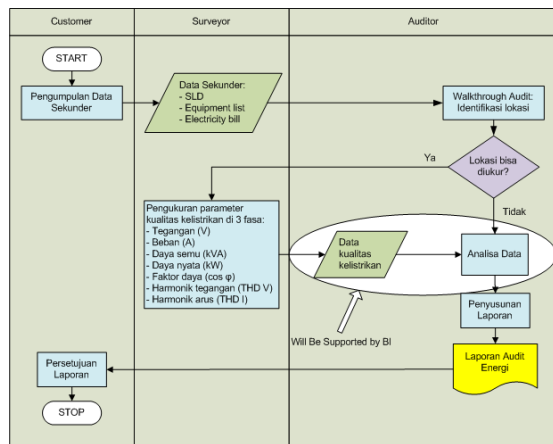 Customer
Surveyor
Auditor
START
Pengumpulan Data
Sekunder
Data Sekunder:
- SLD
- Equipment list
- Electricity bill
Walkthrough Audit:
Identifikasi lokasi
Lokasi bisa
diukur?
Ya
Tidak
Pengukuran parameter
kualitas kelistrikan di 3 fasa:
- Tegangan (V)
- Beban (A)
- Daya semu (kVA)
- Daya nyata (kW)
- Faktor daya (cos φ)
- Harmonik tegangan (THD V)
- Harmonik arus (THD I)
Data
kualitas
kelistrikan
Analisa Data
Will Be Supported by BI
Penyusunan
Laporan
Laporan Audit
Energi
Persetujuan
Laporan
STOP